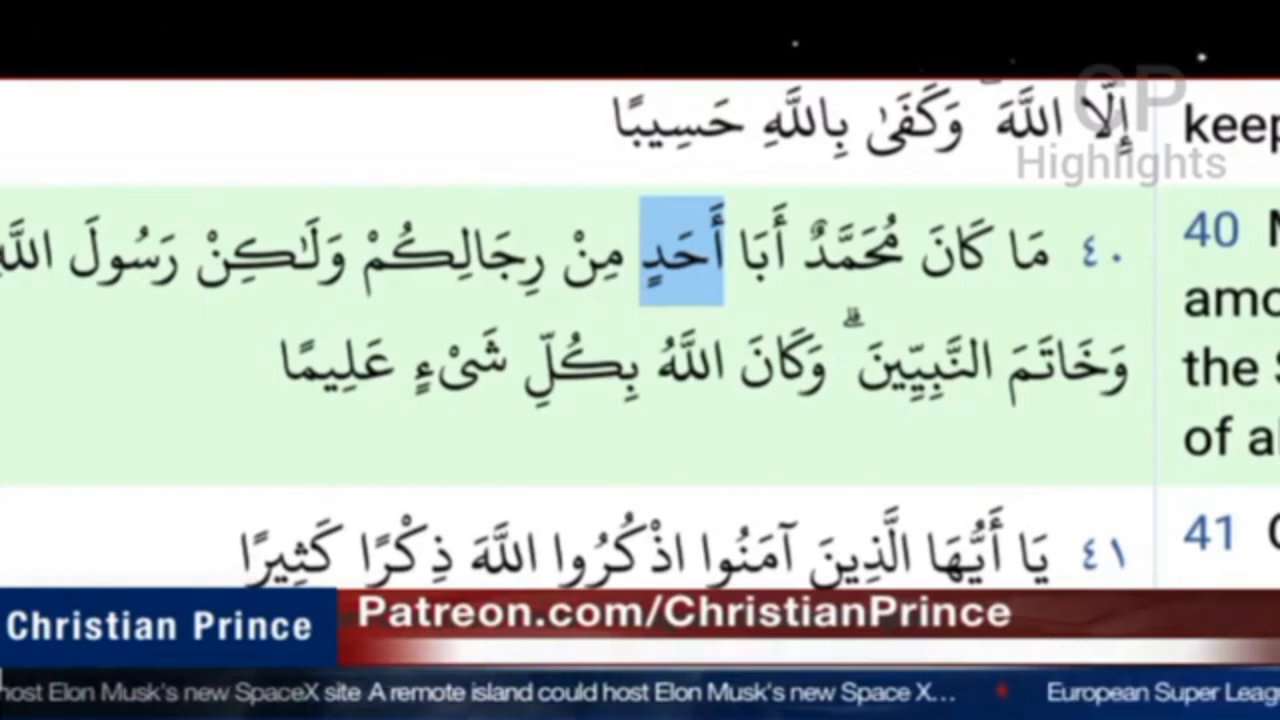 CP
Highlights
إِلَّا اللَّهَ ۗ وَكَفَىٰ بِاللَّهِ حَسِيبًا
keep
٤٠ مَا كَانَ مُحَمَّدٌ أَبَا أَحَدٍ مِنْ رِجَالِكُمْ وَلَٰكِنْ رَسُولَ اللَّهِ
وَخَاتَمَ النَّبِيِّينَ ۗ وَكَانَ اللَّهُ بِكُلِّ شَيْءٍ عَلِيمًا
40
amo
the
of al
٤١ يَا أَيُّهَا الَّذِينَ آمَنُوا اذْكُرُوا اللَّهَ ذِكْرًا كَثِيرًا
41
Christian Prince
Patreon.com/ChristianPrince
host Elon Musk's new SpaceX site A remote island could host Elon Musk's new Space X... European Super Leag